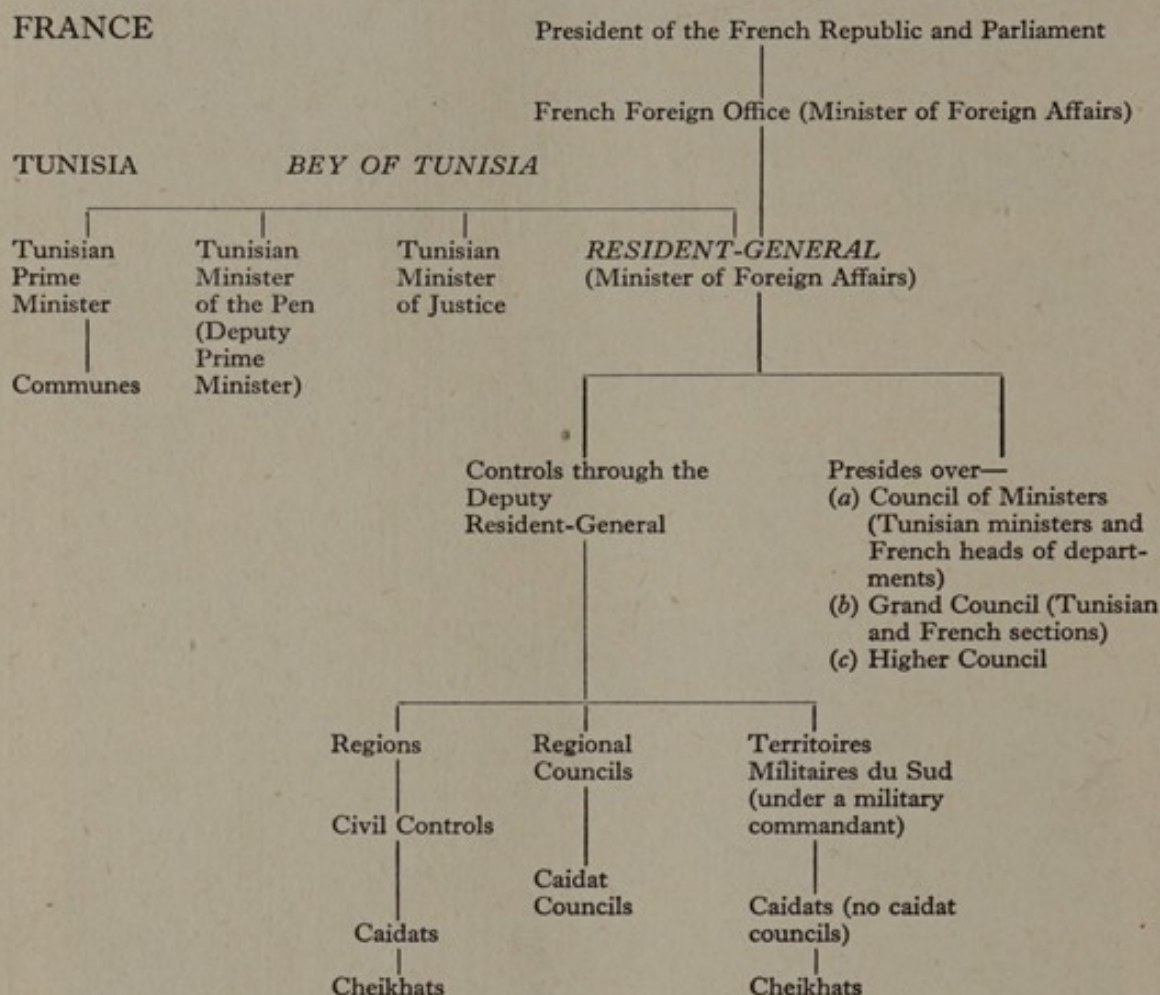 FRANCE
President of the French Republic and Parliament
French Foreign Office (Minister of Foreign Affairs)
TUNISIA
BEY OF TUNISIA
Tunisian
Prime
Minister
Communes
Tunisian
Minister
of the Pen
(Deputy
Prime
Minister)
Tunisian
Minister
of Justice
RESIDENT-GENERAL
(Minister of Foreign Affairs)
Controls through the
Deputy
Resident-General
Presides over—
(a) Council of Ministers
(Tunisian ministers and
French heads of depart-
ments)
(b) Grand Council (Tunisian
and French sections)
(c) Higher Council
Regions
Civil Controls
Caidats
Cheikhats
Regional
Councils
Caidat
Councils
Territoires
Militaires du Sud
(under a military
commandant)
Caidats (no caidat
councils)
Cheikhats